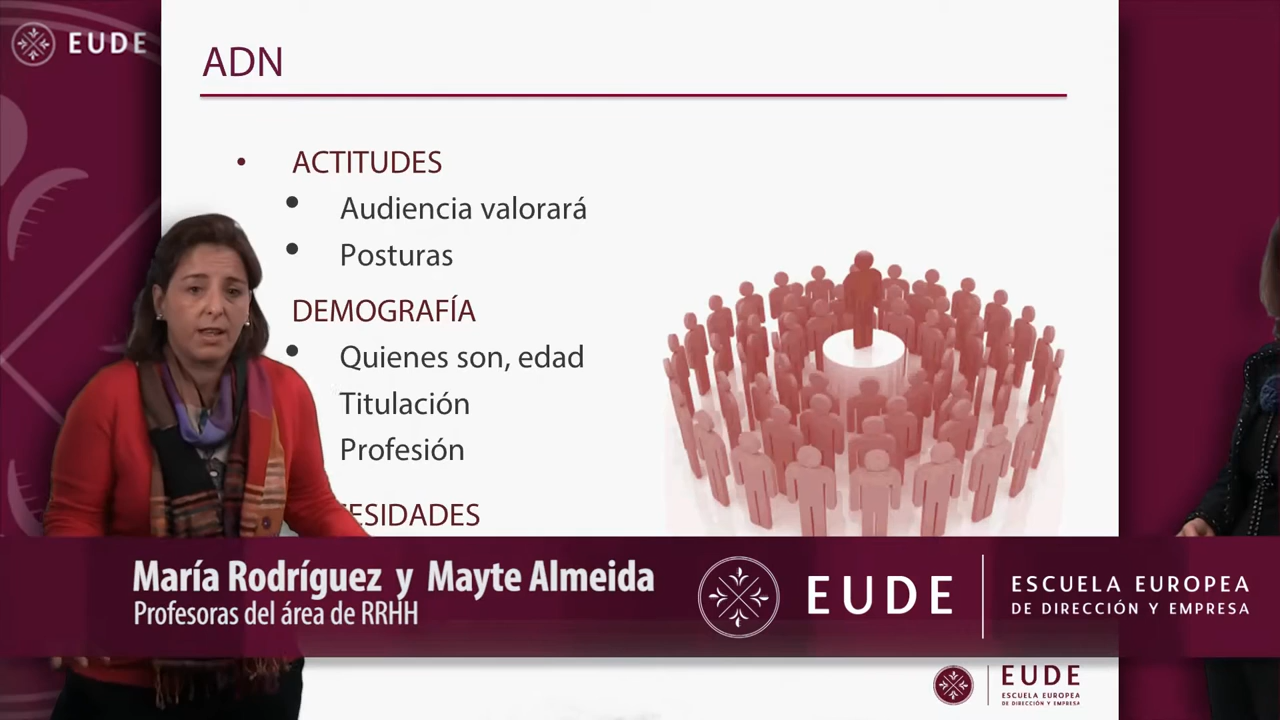 EUDE
ADN
ACTITUDES
Audiencia valorará
Posturas
DEMOGRAFÍA
Quienes son, edad
Titulación
Profesión
ESIDADES
María Rodríguez y Mayte Almeida
Profesoras del área de RRHH
EUDE
ESCUELA EUROPEA
DE DIRECCIÓN Y EMPRESA
EUDE
ESCUELA EUROPEA
DE DIRECCIÓN Y EMPRESA